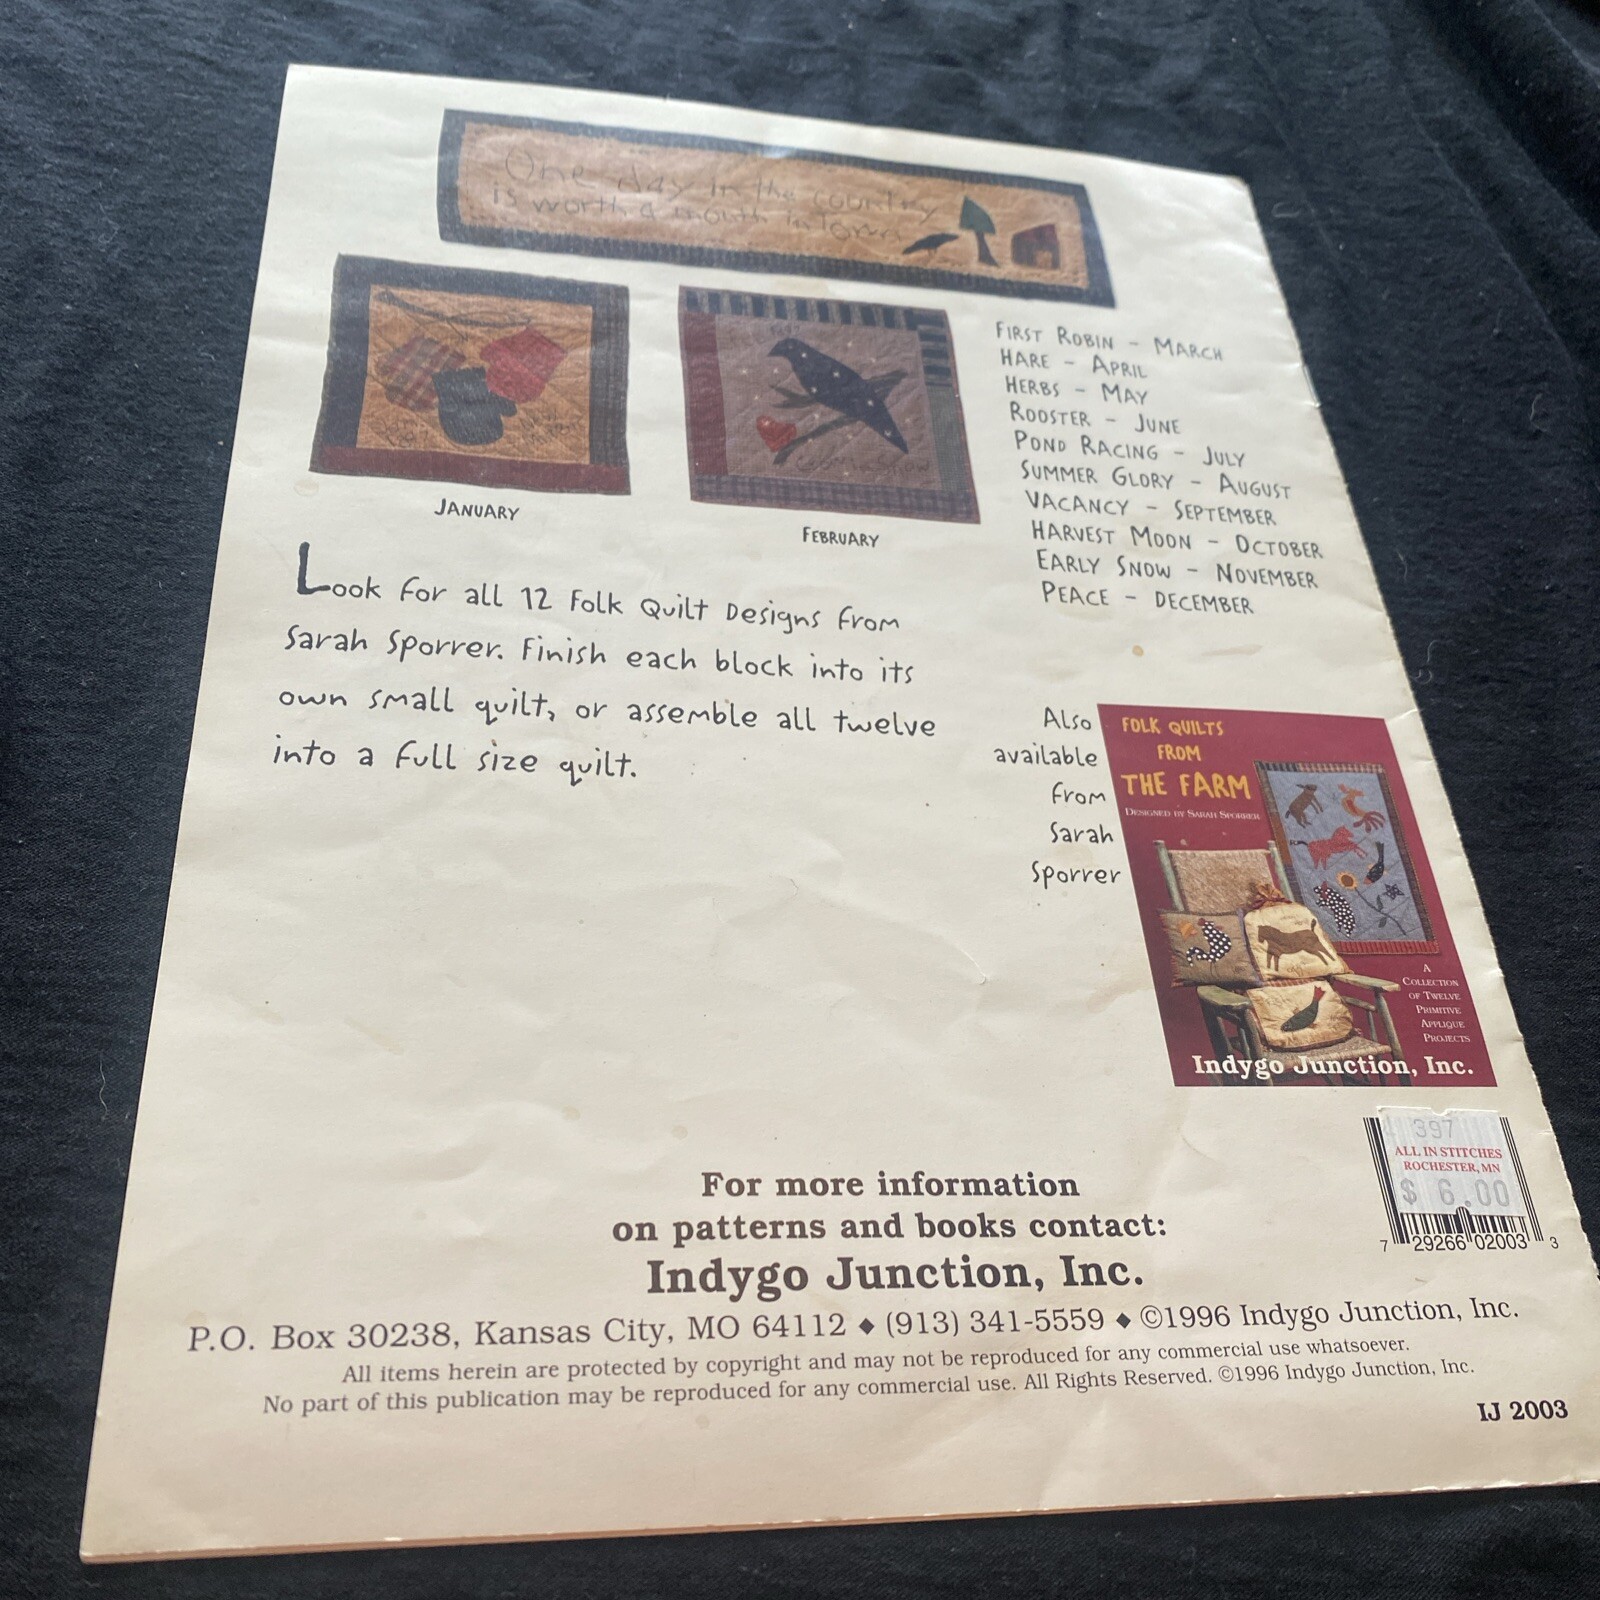 One day in the country
is worth a month in Town
JANUARY
FEBRUARY
FIRST ROBIN – MARCH
HARE – APRIL
HERBS – MAY
ROOSTER – JUNE
POND RACING – JULY
SUMMER GLORY – AUGUST
VACANCY – SEPTEMBER
HARVEST MOON – OCTOBER
EARLY SNOW – NOVEMBER
PEACE – DECEMBER
Look for all 12 Folk Quilt Designs from
Sarah Sporrer. Finish each block into its
own small quilt, or assemble all twelve
into a full size quilt.
Also
available
from
Sarah
Sporrer
FOLK QUILTS
FROM
THE FARM
DESIGNED BY SARAH SPORRER
A
COLLECTION
OF TWELVE
PRIMITIVE
APPLIQUE
PROJECTS
Indygo Junction, Inc.
397
ALL IN STITCHES
ROCHESTER, MN
$ 6.00
7 29266 02003 3
For more information
on patterns and books contact:
Indygo Junction, Inc.
P.O. Box 30238, Kansas City, MO 64112 ♦ (913) 341-5559 ♦ ©1996 Indygo Junction, Inc.
All items herein are protected by copyright and may not be reproduced for any commercial use whatsoever.
No part of this publication may be reproduced for any commercial use. All Rights Reserved. ©1996 Indygo Junction, Inc.
IJ 2003